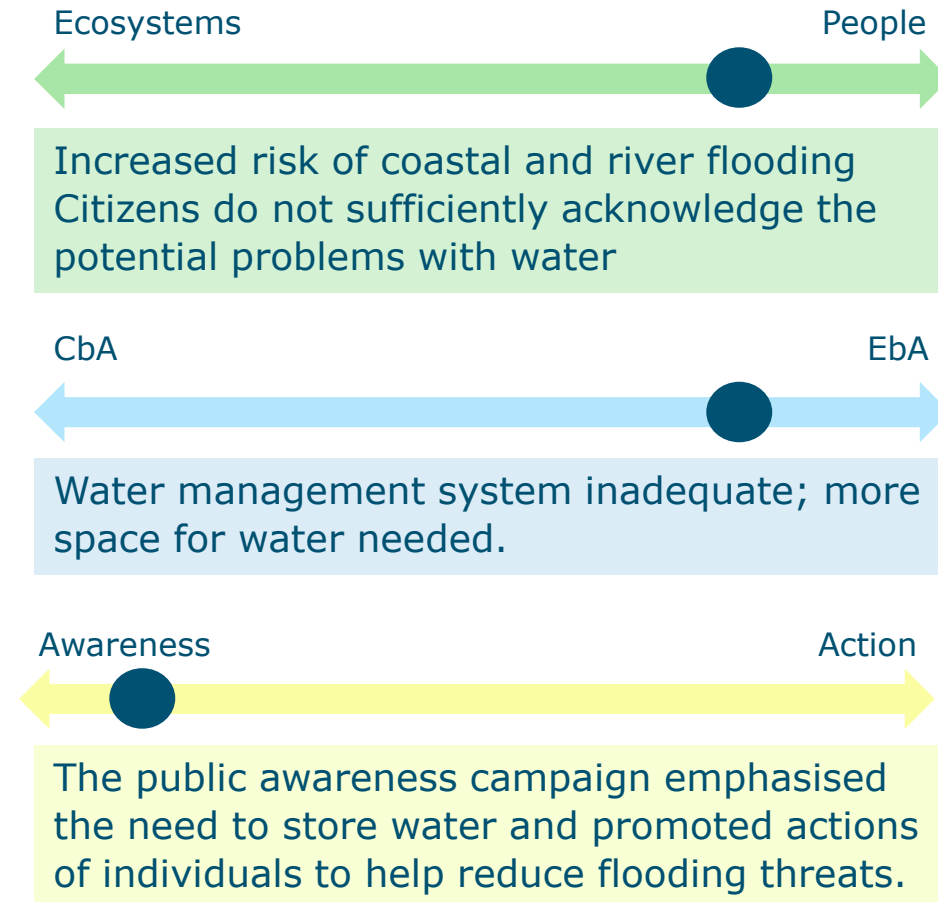 Ecosystems People
Increased risk of coastal and river flooding
Citizens do not sufficiently acknowledge the
potential problems with water
CbA EbA
Water management system inadequate; more
space for water needed.
Awareness Action
The public awareness campaign emphasised
the need to store water and promoted actions
of individuals to help reduce flooding threats.